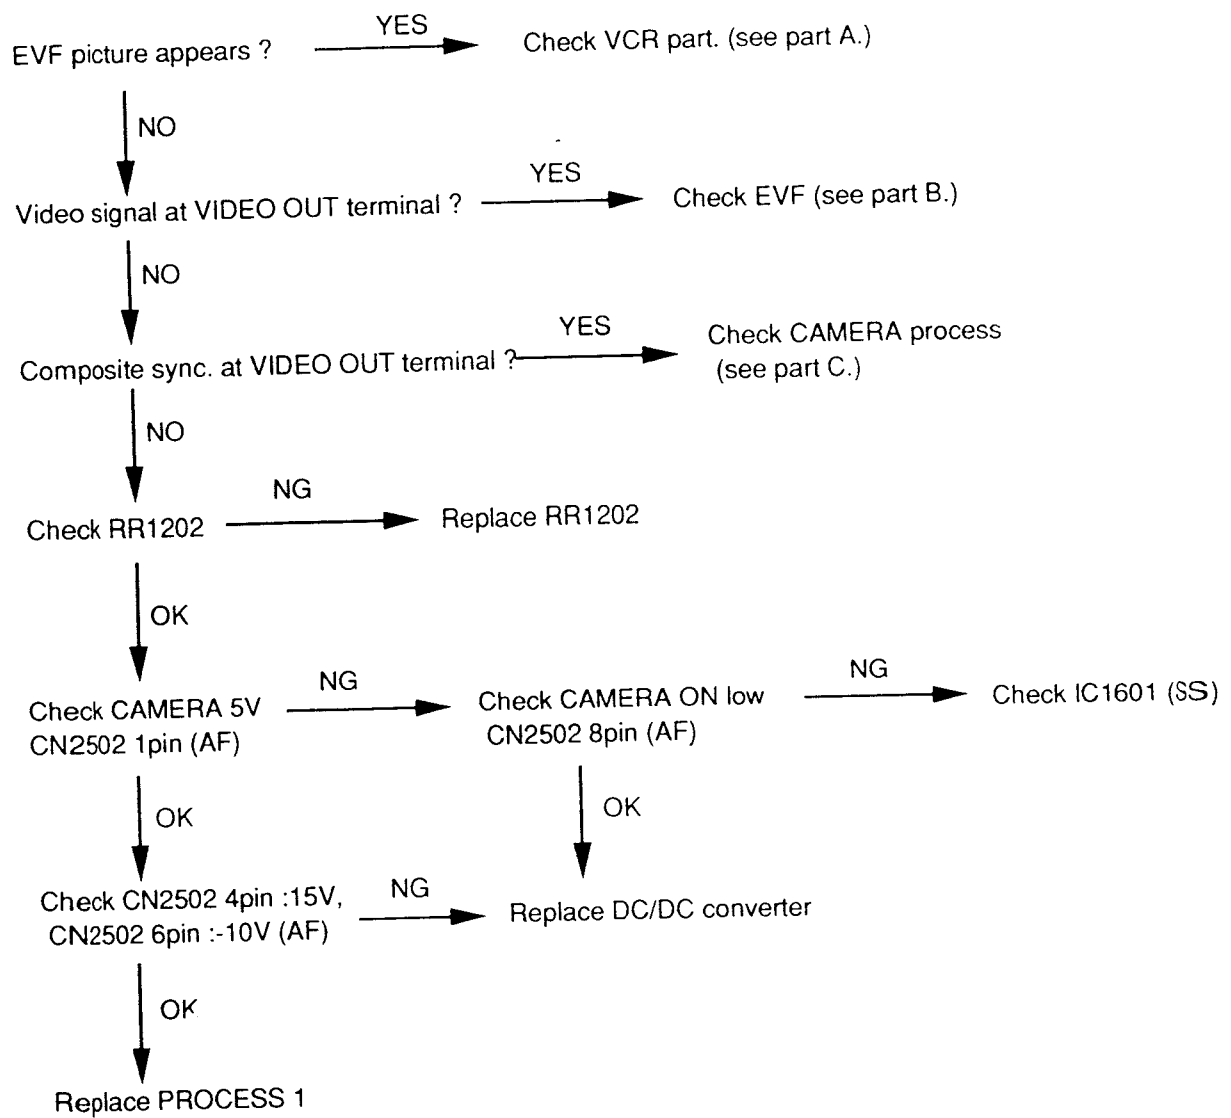 YES
EVF picture appears ?
Check VCR part. (see part A.)
NO
YES
Video signal at VIDEO OUT terminal ?
Check EVF (see part B.)
NO
YES
Composite sync. at VIDEO OUT terminal ?
Check CAMERA process
(see part C.)
NO
NG
Check RR1202
Replace RR1202
OK
NG
NG
Check CAMERA 5V
CN2502 1pin (AF)
Check CAMERA ON low
CN2502 8pin (AF)
Check IC1601 (SS)
OK
OK
Check CN2502 4pin :15V,
CN2502 6pin :-10V (AF)
NG
Replace DC/DC converter
OK
Replace PROCESS 1